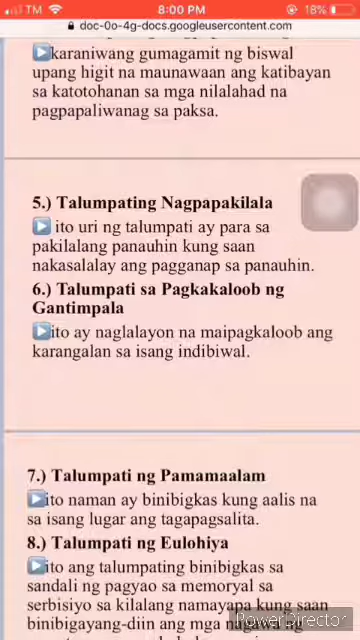 TM 8:00 PM 18%
doc-0o-4g-docs.googleusercontent.com
karaniwang gumagamit ng biswal
upang higit na maunawaan ang katibayan
sa katotohanan sa mga nilalahad na
pagpapaliwanag sa paksa.
5.) Talumpating Nagpapakilala
ito uri ng talumpati ay para sa
pakilalang panauhin kung saan
nakasalalay ang pagganap sa panauhin.
6.) Talumpati sa Pagkakaloob ng
Gantimpala
ito ay naglalayon na maipagkaloob ang
karangalan sa isang indibiwal.
7.) Talumpati ng Pamamaalam
ito naman ay binibigkas kung aalis na
sa isang lugar ang tagapagsalita.
8.) Talumpati ng Eulohiya
ito ang talumpating binibigkas sa
sandali ng pagyao sa memoryal sa
serbisiyo sa kilalang namayapa kung saan
binibigayang-diin ang mga
PowerDirector